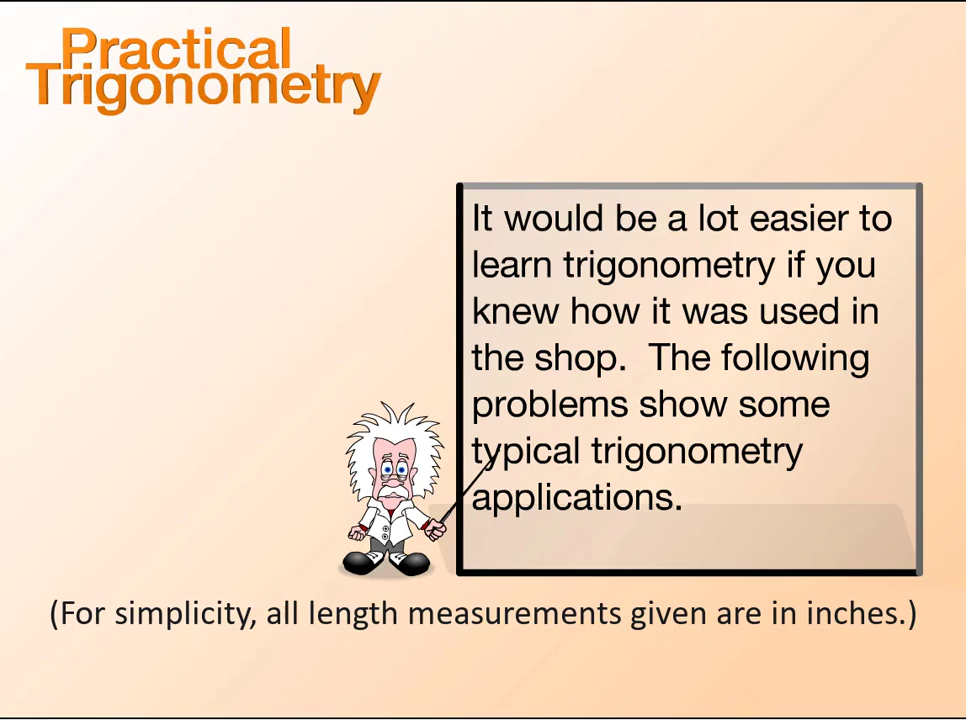 Practical
Trigonometry
It would be a lot easier to
learn trigonometry if you
knew how it was used in
the shop.  The following
problems show some
typical trigonometry
applications.
(For simplicity, all length measurements given are in inches.)